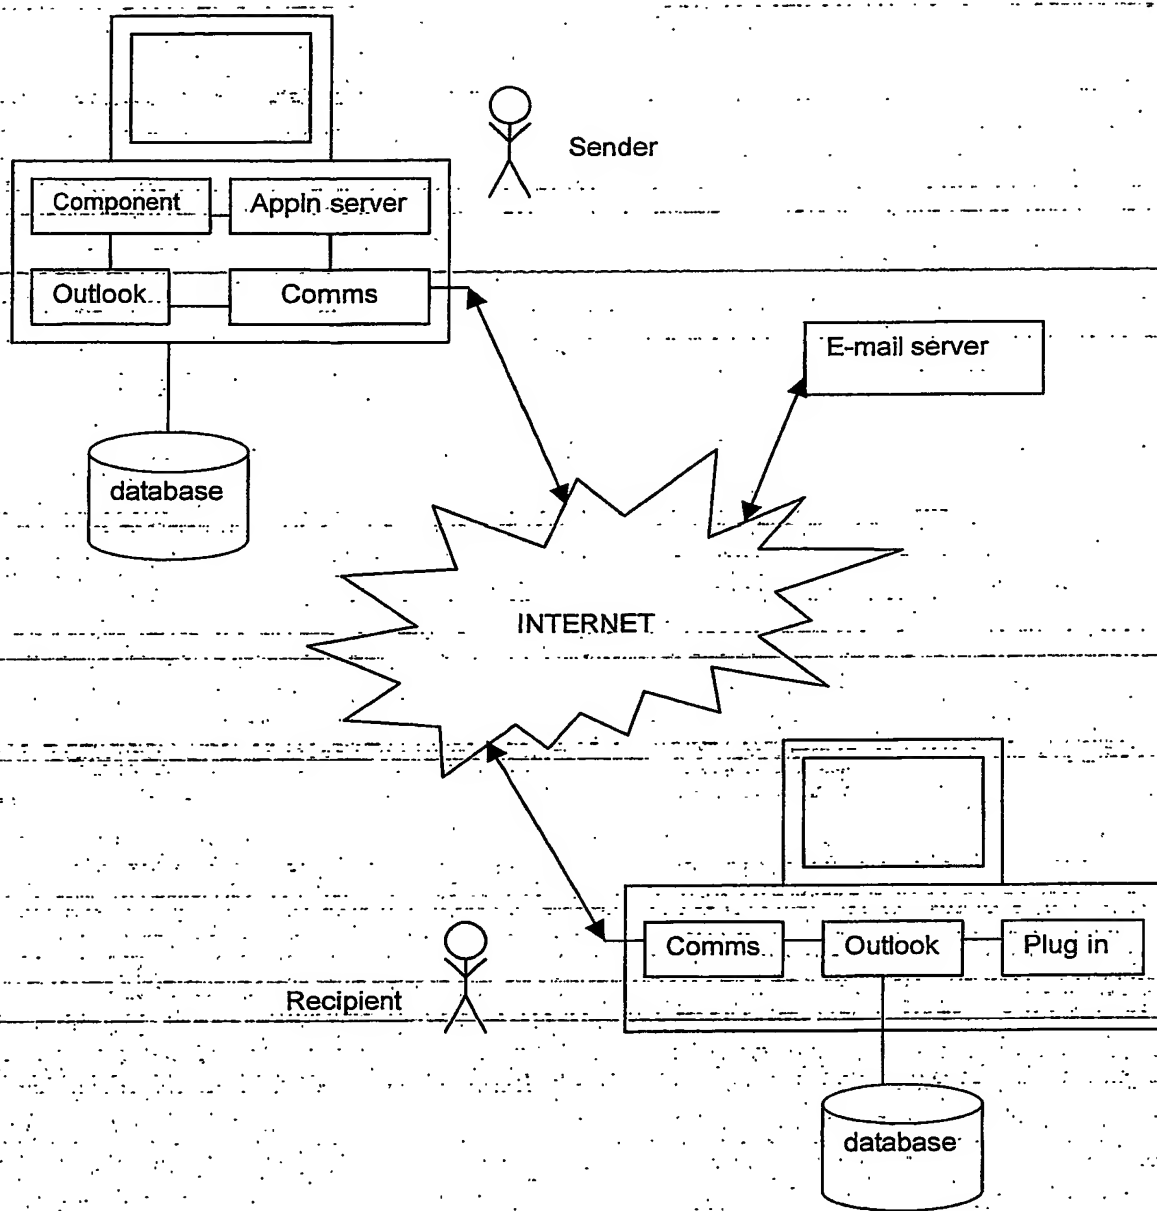 Sender
Component
Appln server
Outlook
Comms
E-mail server
database
INTERNET
Comms
Outlook
Plug in
Recipient
database